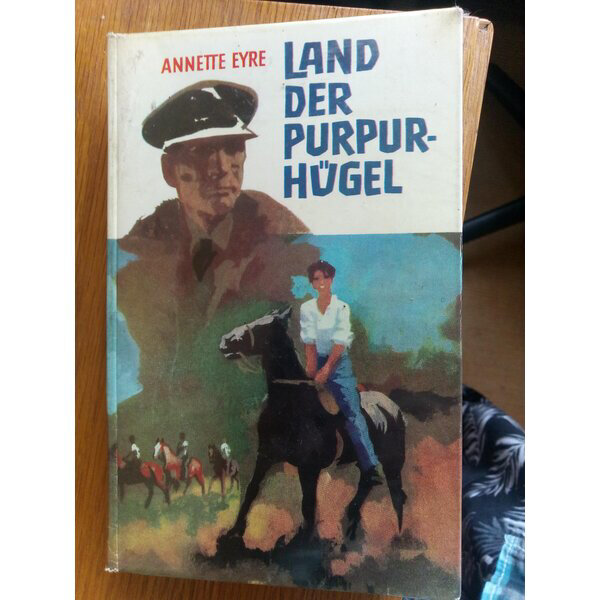 ANNETTE EYRE
LAND
DER
PURPUR-
HÜGEL